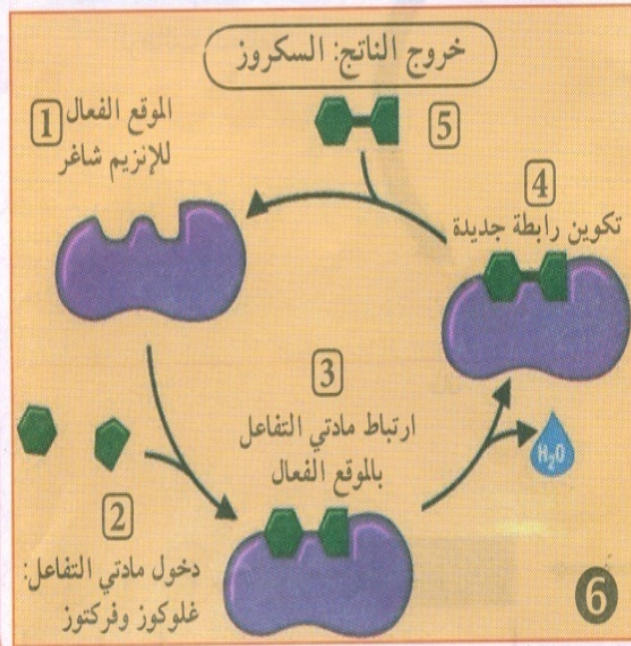 خروج الناتج: السكروز
5
1
الموقع الفعال
للإنزيم شاغر
4
تكوين رابطة جديدة
3
ارتباط مادتي التفاعل
بالموقع الفعال
H₂O
2
دخول مادتي التفاعل:
غلوكوز وفركتوز
6